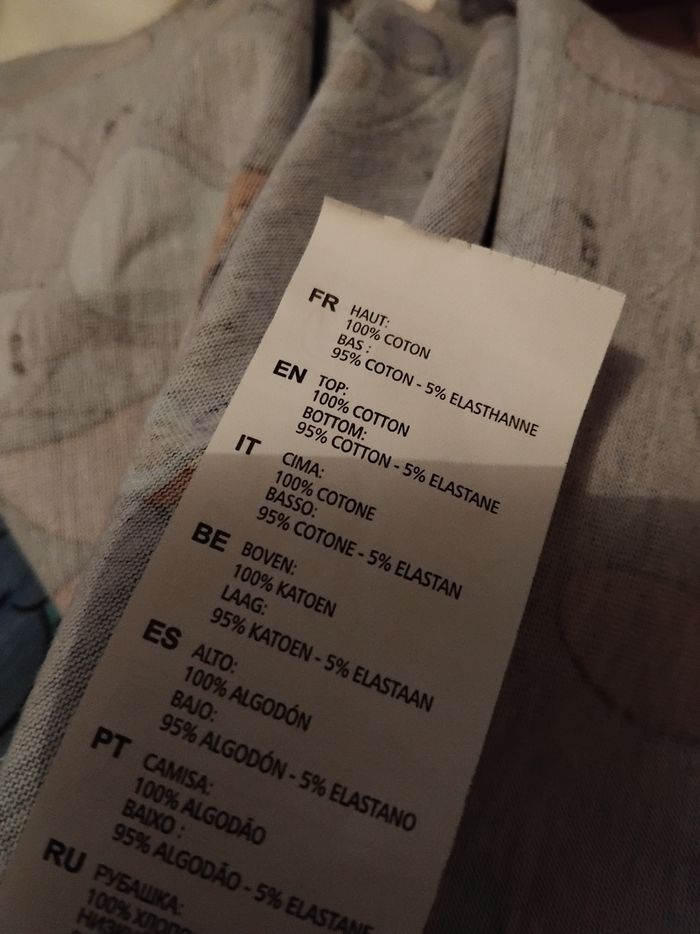 FR
HAUT:
100% COTON
BAS :
95% COTON - 5% ELASTHANNE
EN
TOP:
100% COTTON
BOTTOM:
95% COTTON - 5% ELASTANE
IT
CIMA:
100% COTONE
BASSO:
95% COTONE - 5% ELASTAN
BE
BOVEN:
100% KATOEN
LAAG:
95% KATOEN - 5% ELASTAAN
ES
ALTO:
100% ALGODÓN
BAJO:
95% ALGODÓN - 5% ELASTANO
PT
CAMISA:
100% ALGODÃO
BAIXO :
95% ALGODÃO - 5% ELASTANE
RU
РУБАШКА:
100%